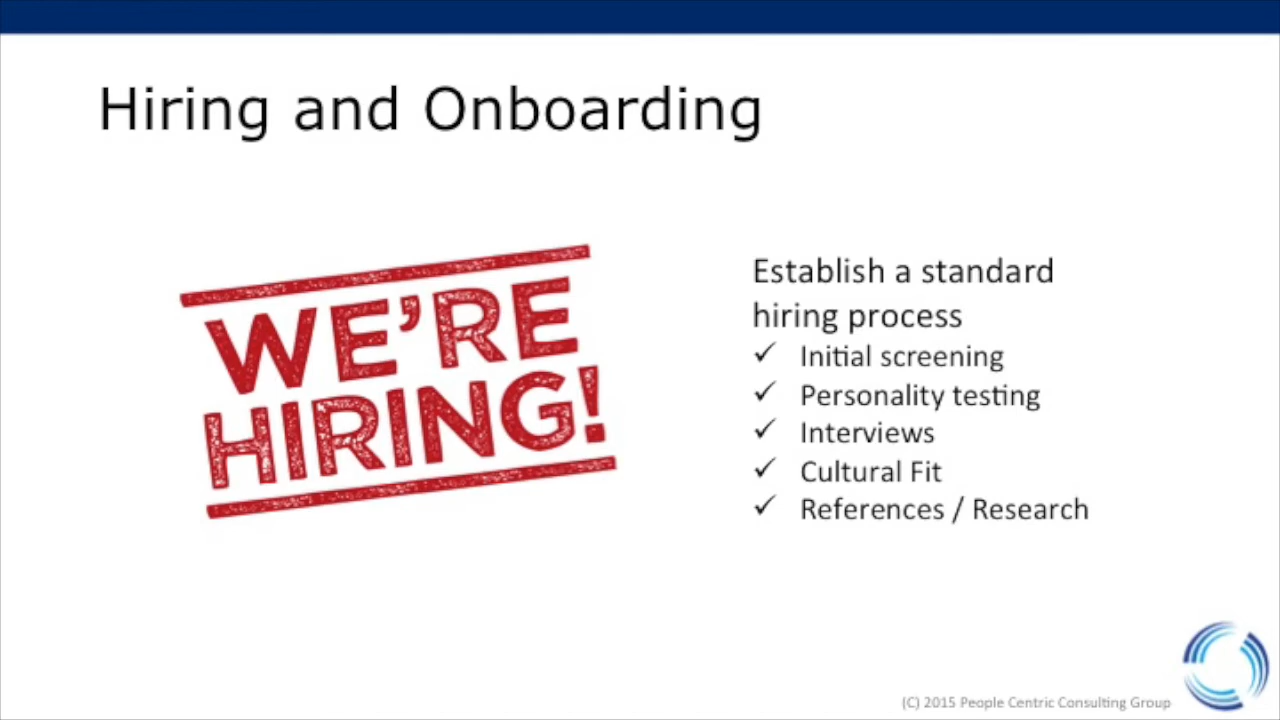 Hiring and Onboarding
WE'RE
HIRING!
Establish a standard
hiring process
✓ Initial screening
✓ Personality testing
✓ Interviews
✓ Cultural Fit
✓ References / Research
(C) 2015 People Centric Consulting Group